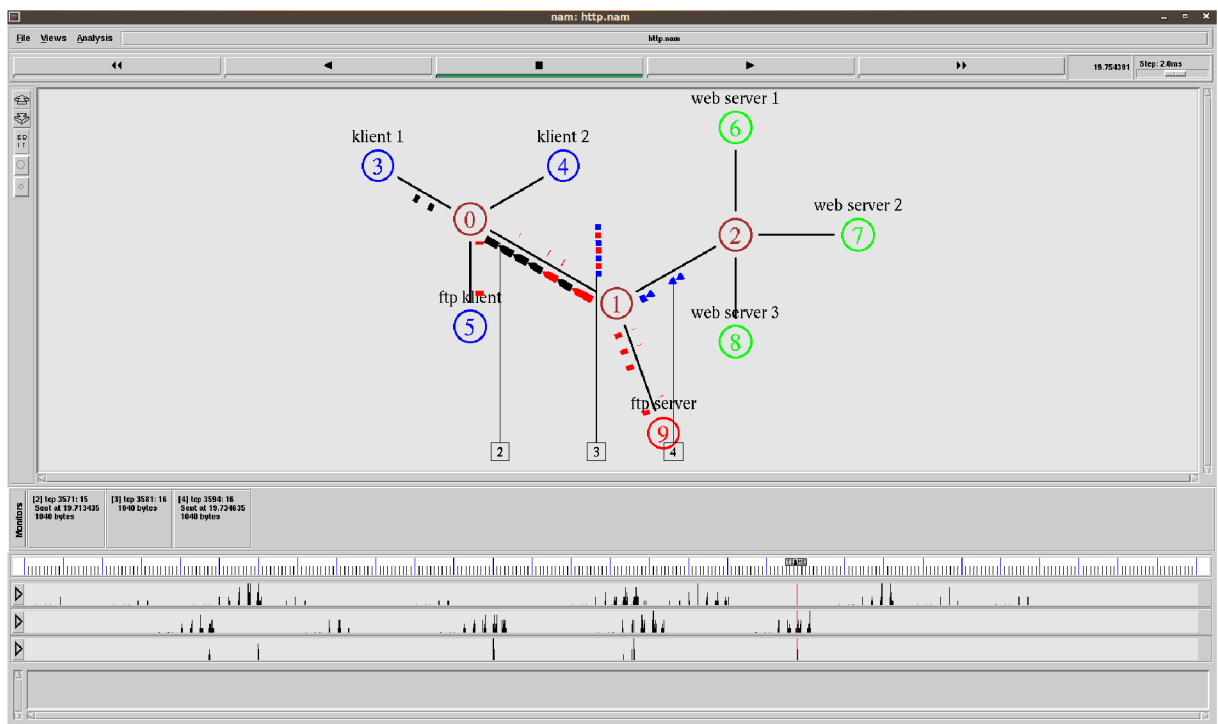 nam: http.nam
File Views Analysis http.nam
19.754391 Step: 2.0ms
web server 1
6
klient 1
klient 2
3
4
web server 2
0
2
7
ftp klient
1
5
web server 3
8
ftp server
9
2
3
4
Monitors
[2] tcp 3571: 15
Sent at 19.713435
1040 bytes
[3] tcp 3581: 16
1040 bytes
[4] tcp 3594: 16
Sent at 19.734635
1040 bytes